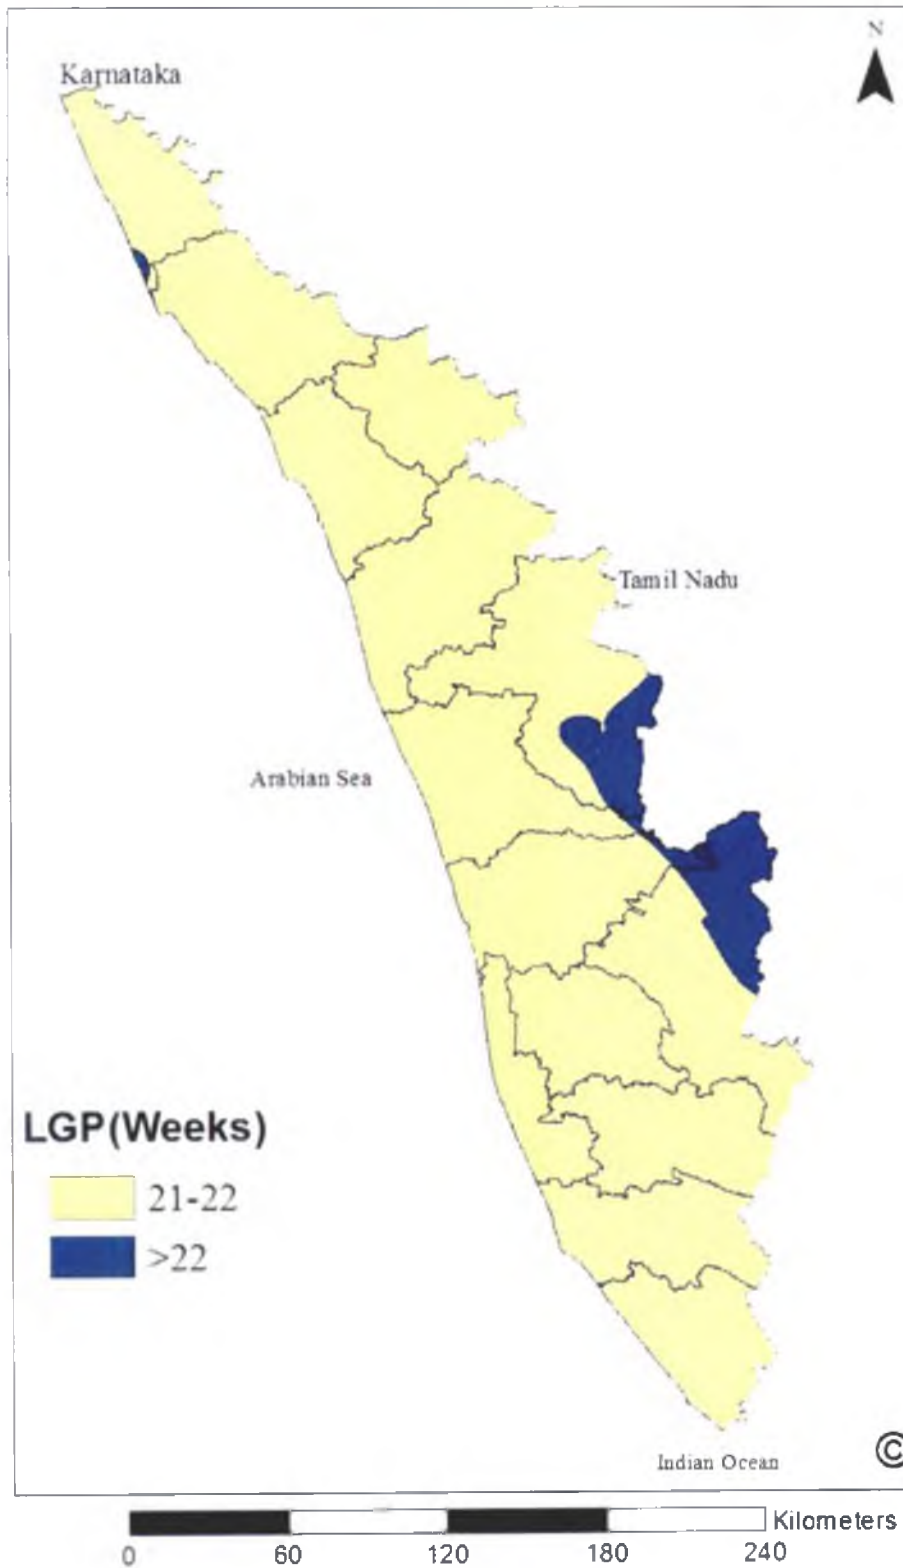 N
Karnataka
Tamil Nadu
Arabian Sea
LGP(Weeks)
21-22
>22
Indian Ocean
©
Kilometers
0 60 120 180 240